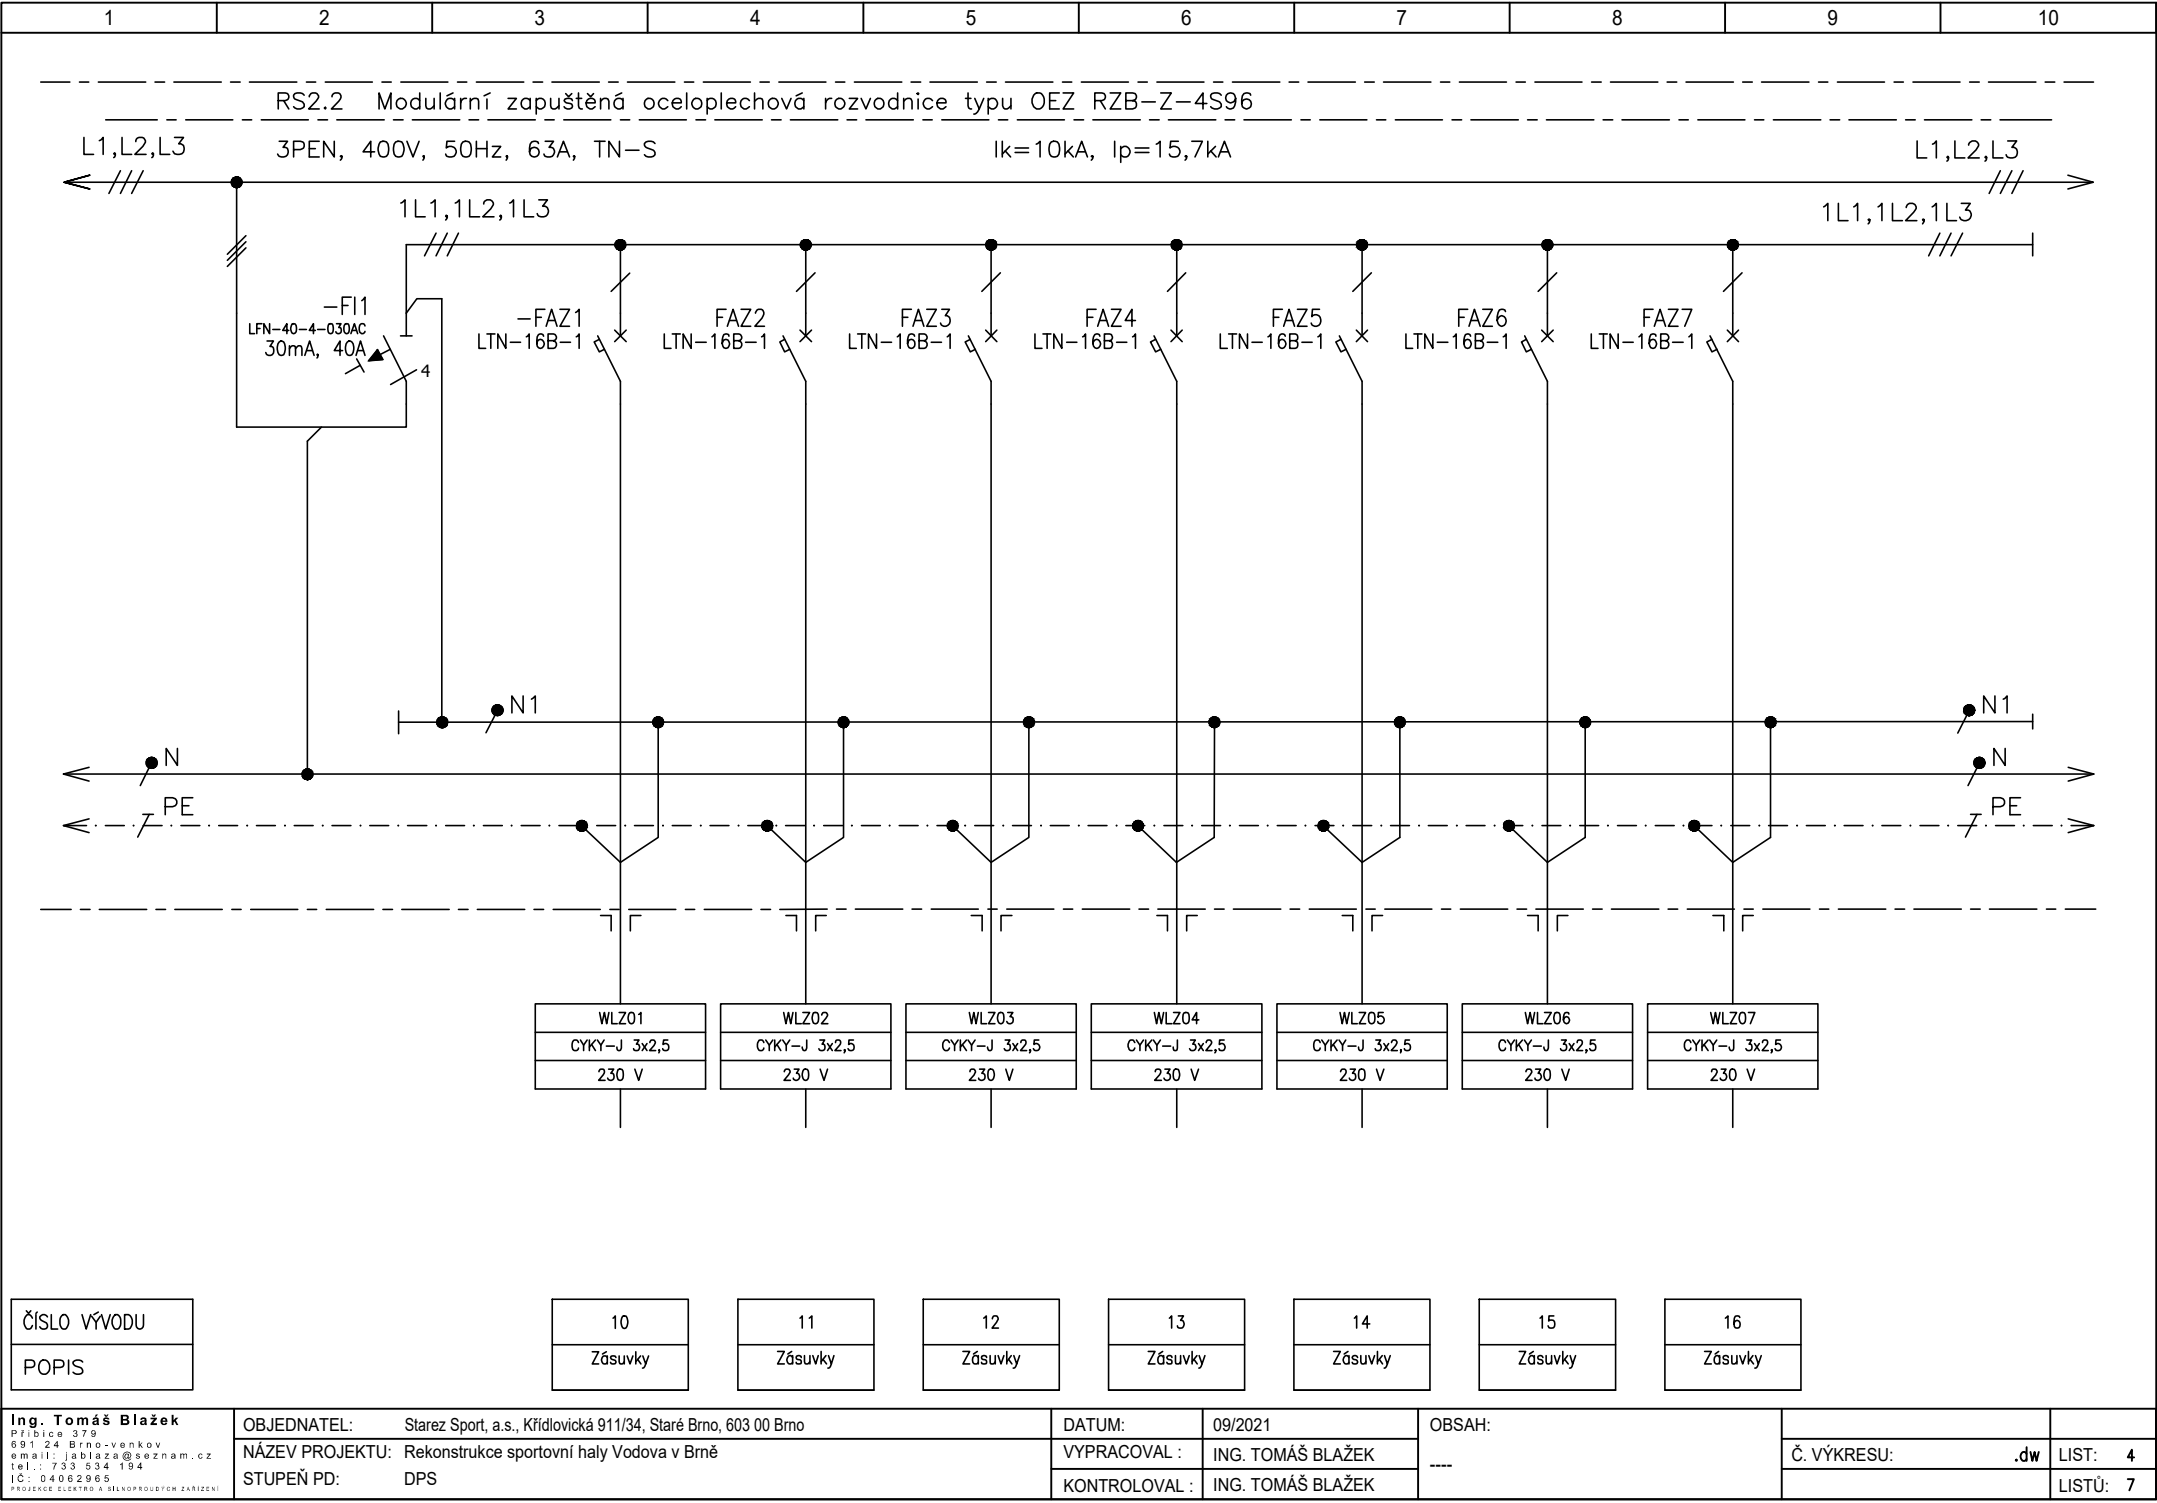 1 2 3 4 5 6 7 8 9 10
RS2.2 Modulární zapuštěná oceloplechová rozvodnice typu OEZ RZB-Z-4S96
L1,L2,L3 3PEN, 400V, 50Hz, 63A, TN-S Ik=10kA, Ip=15,7kA L1,L2,L3
1L1,1L2,1L3 1L1,1L2,1L3
-FI1
LFN-40-4-030AC
30mA, 40A
4
-FAZ1 FAZ2 FAZ3 FAZ4 FAZ5 FAZ6 FAZ7
LTN-16B-1 LTN-16B-1 LTN-16B-1 LTN-16B-1 LTN-16B-1 LTN-16B-1 LTN-16B-1
N1 N1
N N
PE PE
WLZ01 WLZ02 WLZ03 WLZ04 WLZ05 WLZ06 WLZ07
CYKY-J 3x2,5 CYKY-J 3x2,5 CYKY-J 3x2,5 CYKY-J 3x2,5 CYKY-J 3x2,5 CYKY-J 3x2,5 CYKY-J 3x2,5
230 V 230 V 230 V 230 V 230 V 230 V 230 V
ČÍSLO VÝVODU 10 11 12 13 14 15 16
POPIS Zásuvky Zásuvky Zásuvky Zásuvky Zásuvky Zásuvky Zásuvky
Ing. Tomáš Blažek
Přibice 379
691 24 Brno-venkov
email: jablaza@seznam.cz
tel.: 733 534 194
IČ: 04062965
PROJEKCE ELEKTRO A SILNOPROUDÝCH ZAŘÍZENÍ
OBJEDNATEL: Starez Sport, a.s., Křídlovická 911/34, Staré Brno, 603 00 Brno
NÁZEV PROJEKTU: Rekonstrukce sportovní haly Vodova v Brně
STUPEŇ PD: DPS
DATUM: 09/2021
VYPRACOVAL : ING. TOMÁŠ BLAŽEK
KONTROLOVAL : ING. TOMÁŠ BLAŽEK
OBSAH:
----
Č. VÝKRESU: .dw
LIST: 4
LISTŮ: 7